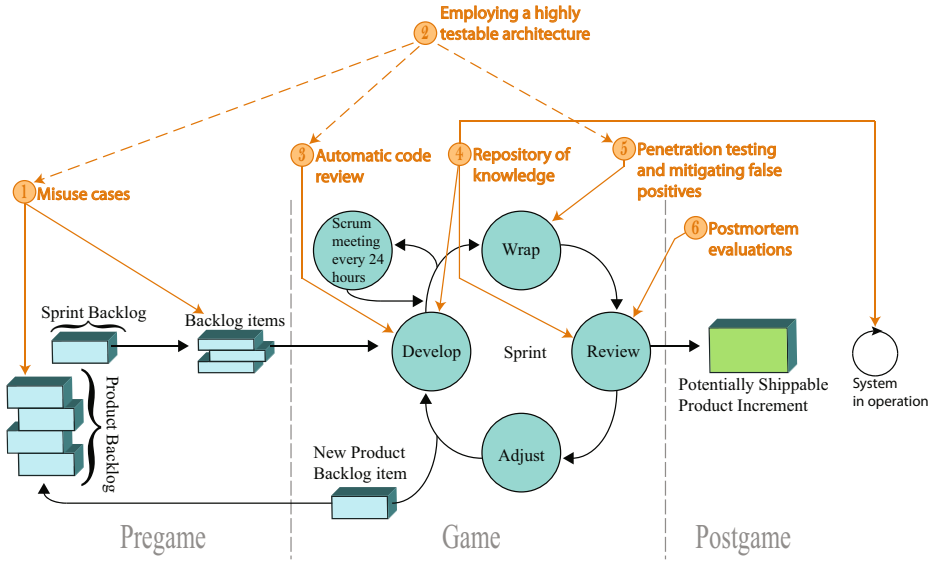 2
Employing a highly
testable architecture
3
Automatic code
review
4
Repository of
knowledge
5
Penetration testing
and mitigating false
positives
1
Misuse cases
6
Postmortem
evaluations
Scrum
meeting
every 24
hours
Wrap
Sprint Backlog
Backlog items
Develop
Sprint
Review
Potentially Shippable
Product Increment
System
in operation
Product Backlog
New Product
Backlog item
Adjust
Pregame
Game
Postgame